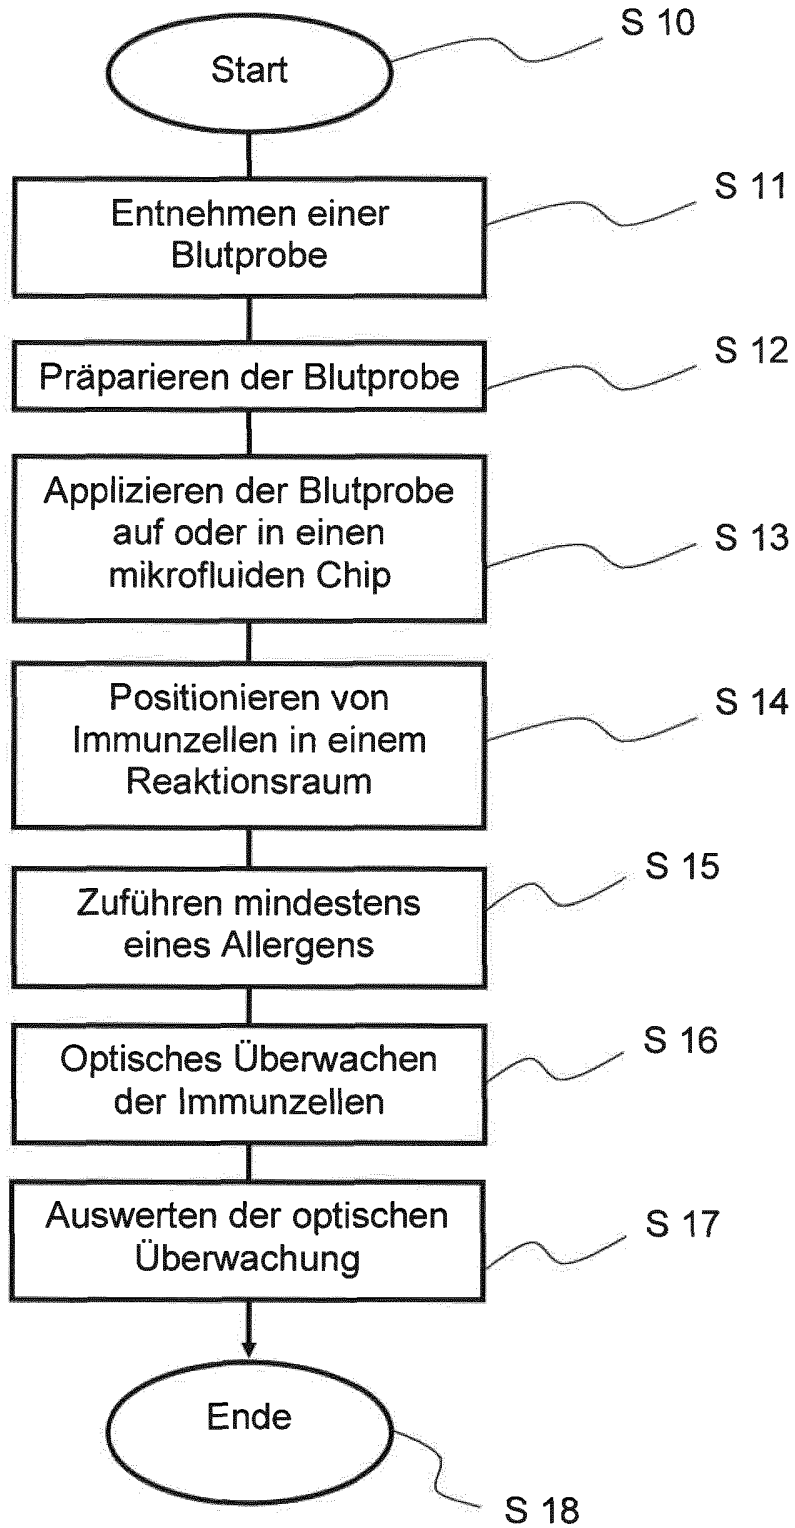 Start
S 10
Entnehmen einer
Blutprobe
S 11
Präparieren der Blutprobe
S 12
Applizieren der Blutprobe
auf oder in einen
mikrofluiden Chip
S 13
Positionieren von
Immunzellen in einem
Reaktionsraum
S 14
Zuführen mindestens
eines Allergens
S 15
Optisches Überwachen
der Immunzellen
S 16
Auswerten der optischen
Überwachung
S 17
Ende
S 18